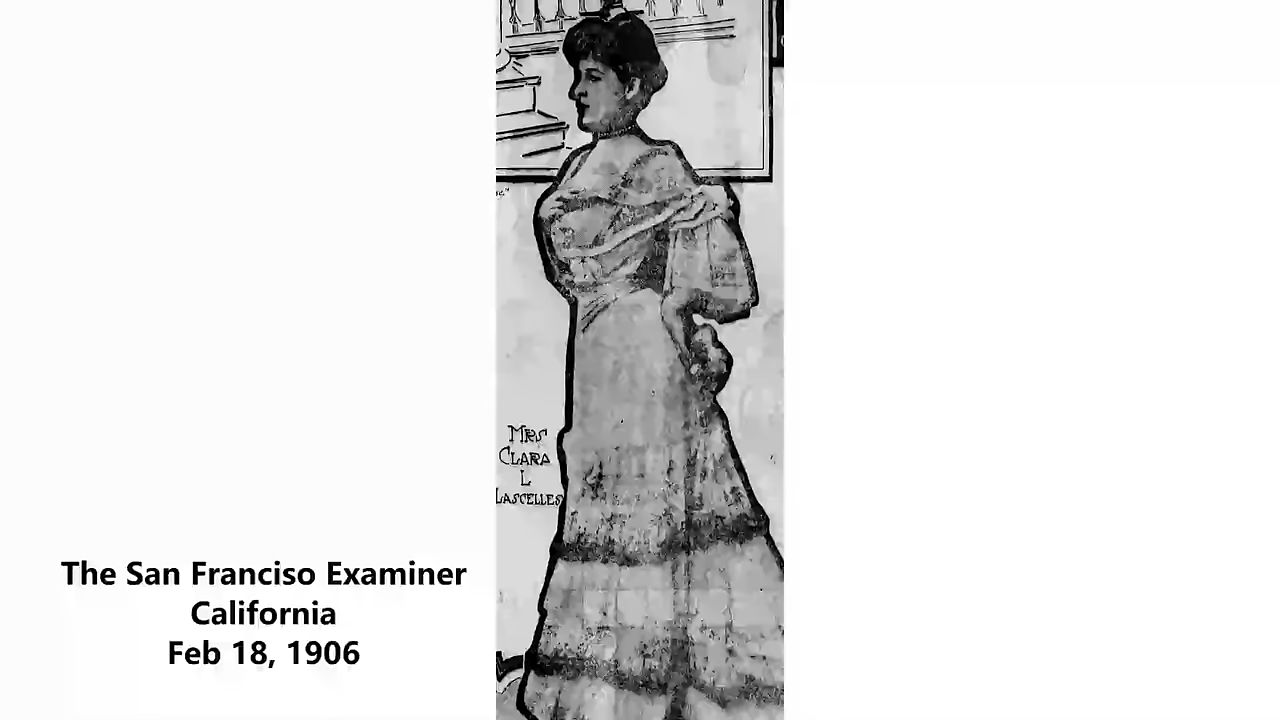 MRS
CLARA
L
LASCELLES
The San Franciso Examiner
California
Feb 18, 1906